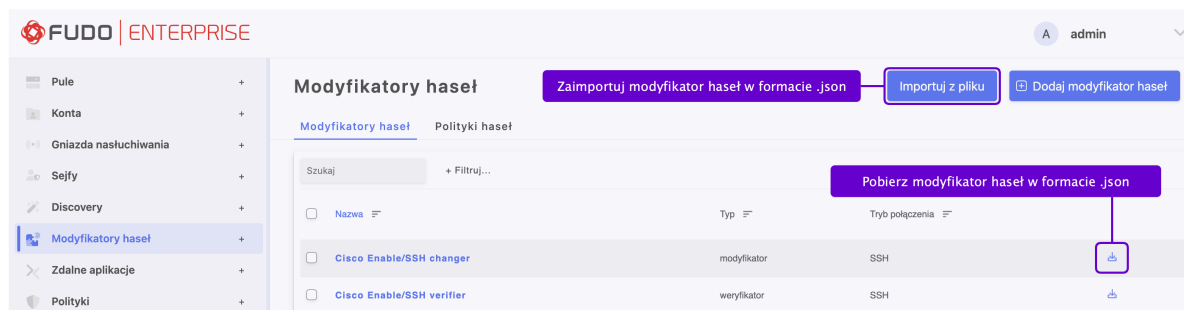 FUDO ENTERPRISE
A admin
Pule +
Konta +
Gniazda nasłuchiwania +
Sejfy +
Discovery +
Modyfikatory haseł +
Zdalne aplikacje +
Polityki +
Modyfikatory haseł
Zaimportuj modyfikator haseł w formacie .json
Importuj z pliku
Dodaj modyfikator haseł
Modyfikatory haseł Polityki haseł
Szukaj + Filtruj...
Pobierz modyfikator haseł w formacie .json
Nazwa Typ Tryb połączenia
Cisco Enable/SSH changer modyfikator SSH
Cisco Enable/SSH verifier weryfikator SSH